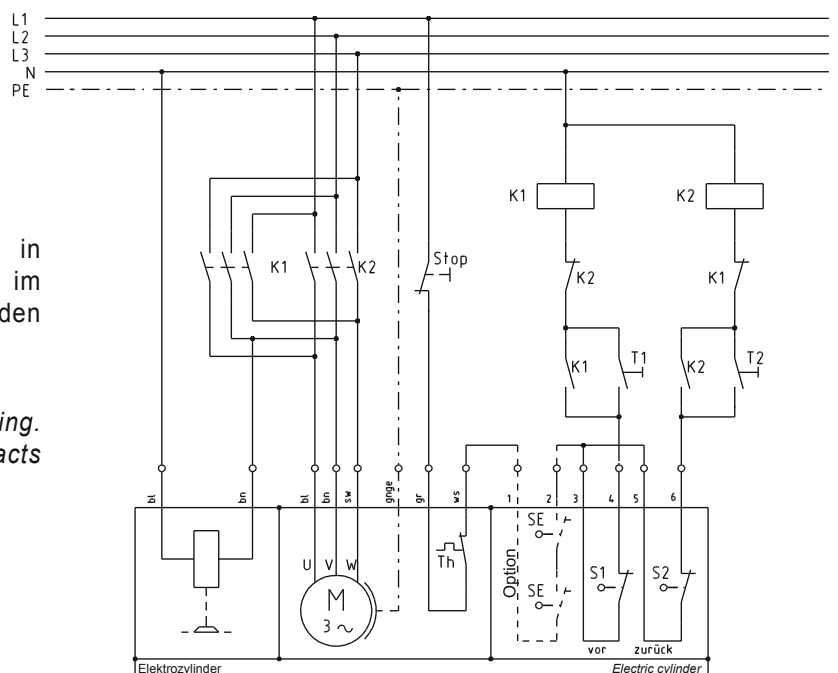 L1
L2
L3
N
PE
K1
K2
in
im
den
K1
K2
Stop
K2
K1
K1
T1
K2
T2
ing.
acts
bl
bn
bl
bn
sw
gnge
gr
ws
1
2
3
4
5
6
U V W
M
3 ~
Th
Option
SE
SE
S1
S2
vor
zurück
Elektrozylinder
Electric cylinder